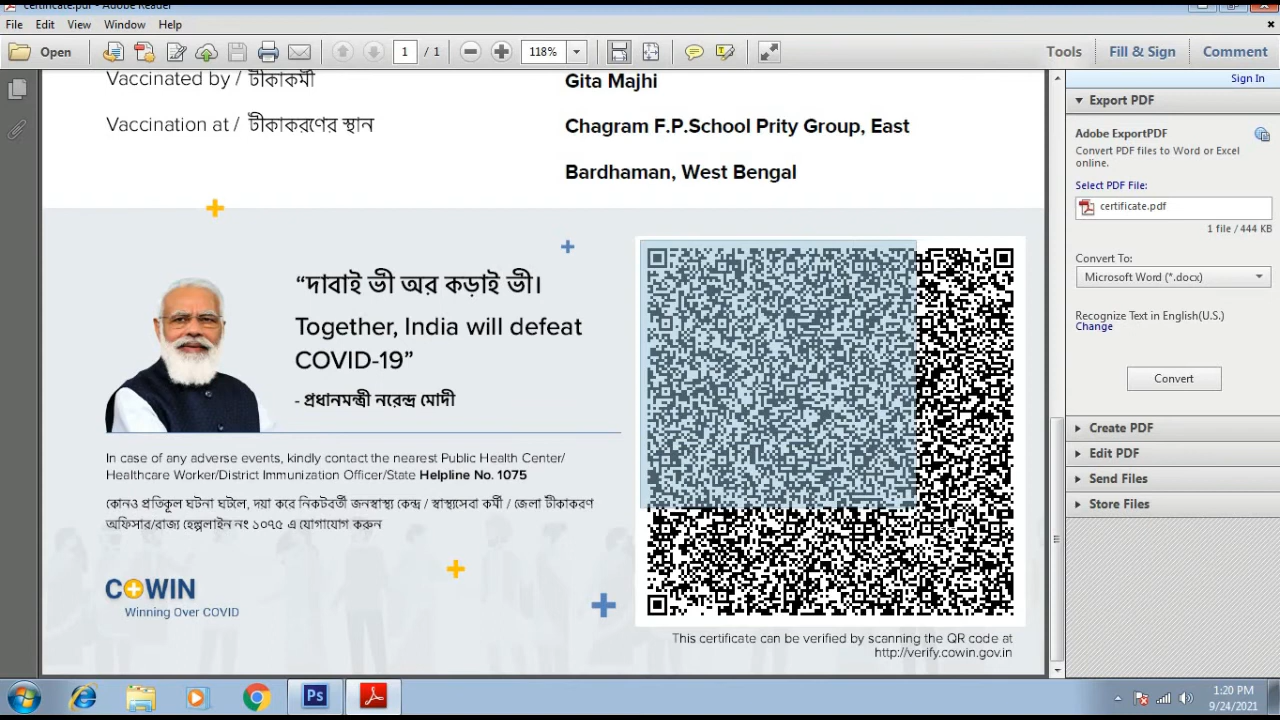 certificate.pdf - Adobe Reader
File Edit View Window Help
Open 1 / 1 118% Tools Fill & Sign Comment
Sign In
Vaccinated by / টীকাকর্মী Gita Majhi
Vaccination at / টীকাকরণের স্থান Chagram F.P.School Prity Group, East
Bardhaman, West Bengal
“দাবাই ভী অর কড়াই ভী।
Together, India will defeat
COVID-19”
- প্রধানমন্ত্রী নরেন্দ্র মোদী
In case of any adverse events, kindly contact the nearest Public Health Center/
Healthcare Worker/District Immunization Officer/State Helpline No. 1075
কোনও প্রতিকূল ঘটনা ঘটলে, দয়া করে নিকটবর্তী জনস্বাস্থ্য কেন্দ্র / স্বাস্থ্যসেবা কর্মী / জেলা টীকাকরণ
অফিসার/রাজ্য হেল্পলাইন নং ১০৭৫ এ যোগাযোগ করুন
COWIN
Winning Over COVID
This certificate can be verified by scanning the QR code at
http://verify.cowin.gov.in
Export PDF
Adobe ExportPDF
Convert PDF files to Word or Excel
online.
Select PDF File:
certificate.pdf
1 file / 444 KB
Convert To:
Microsoft Word (*.docx)
Recognize Text in English(U.S.)
Change
Convert
Create PDF
Edit PDF
Send Files
Store Files
Ps
1:20 PM
9/24/2021